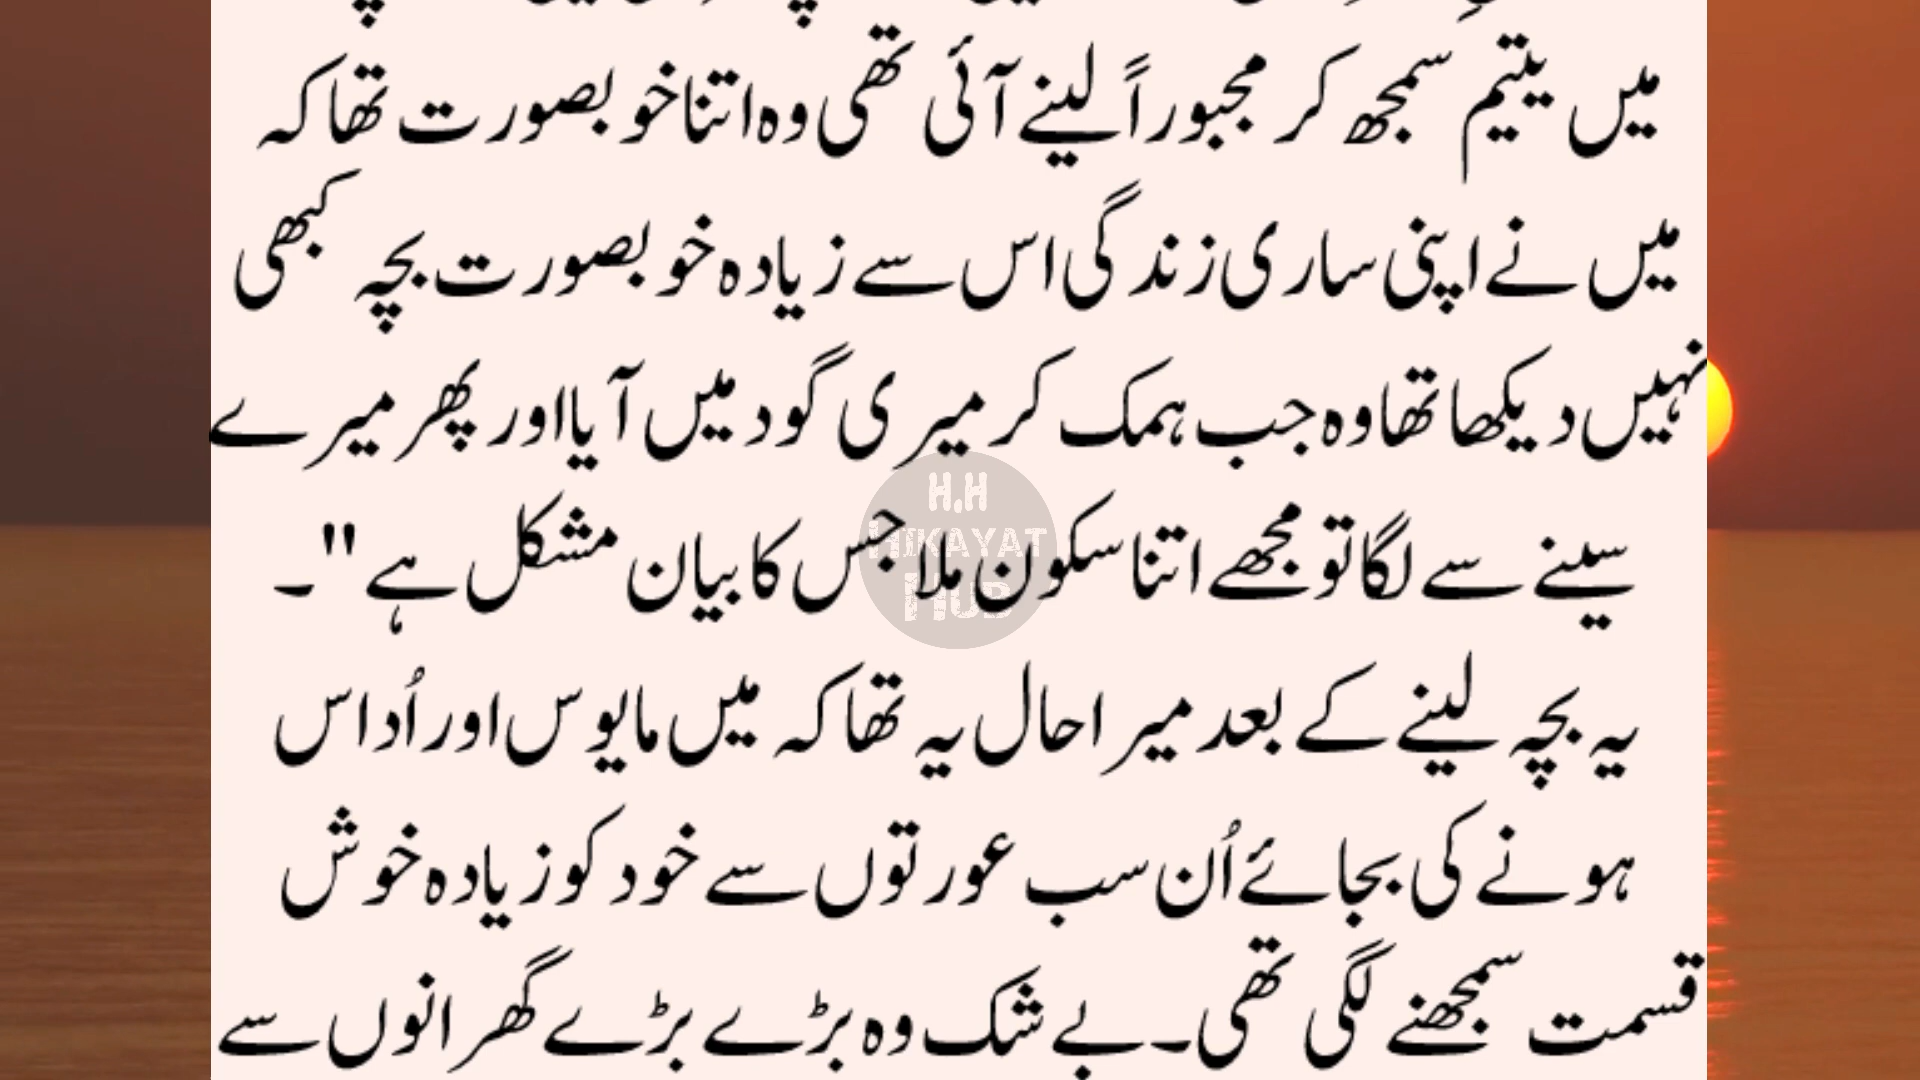 میں یتیم سمجھ کر مجبوراً لینے آئی تھی وہ اتنا خوبصورت تھا کہ
میں نے اپنی ساری زندگی اس سے زیادہ خوبصورت بچہ کبھی
نہیں دیکھا تھا وہ جب ہمک کر میری گود میں آیا اور پھر میرے
سینے سے لگا تو مجھے اتنا سکون ملا جس کا بیان مشکل ہے"۔
H.H
HIKAYAT
HUB
یہ بچہ لینے کے بعد میرا حال یہ تھا کہ میں مایوس اور اُداس
ہونے کی بجائے اُن سب عورتوں سے خود کو زیادہ خوش
قسمت سمجھنے لگی تھی۔ بے شک وہ بڑے بڑے گھرانوں سے